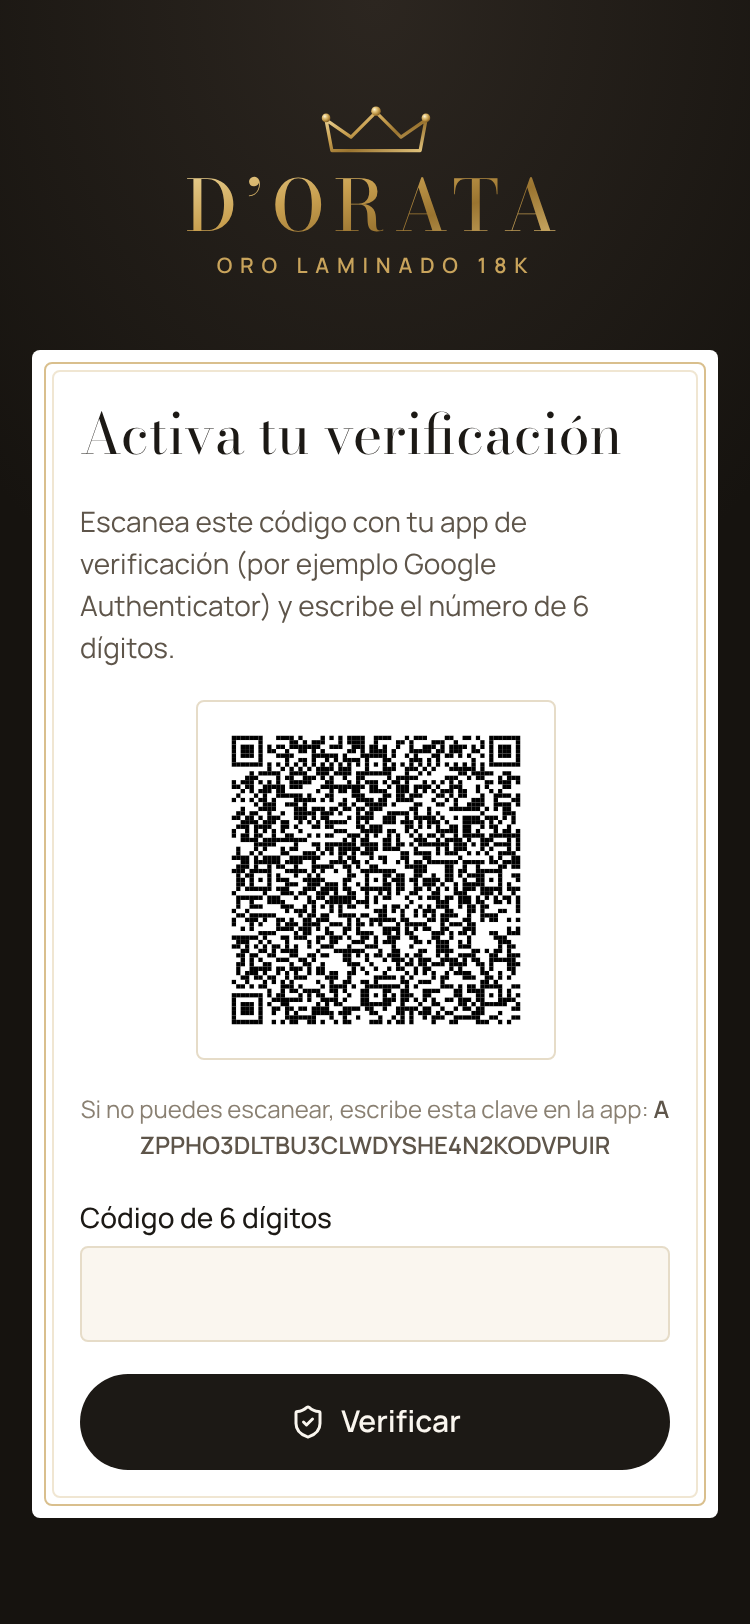 D’ORATA
ORO LAMINADO 18K
Activa tu verificación
Escanea este código con tu app de
verificación (por ejemplo Google
Authenticator) y escribe el número de 6
dígitos.
Si no puedes escanear, escribe esta clave en la app: A
ZPPHO3DLTBU3CLWDYSHE4N2KODVPUIR
Código de 6 dígitos
Verificar